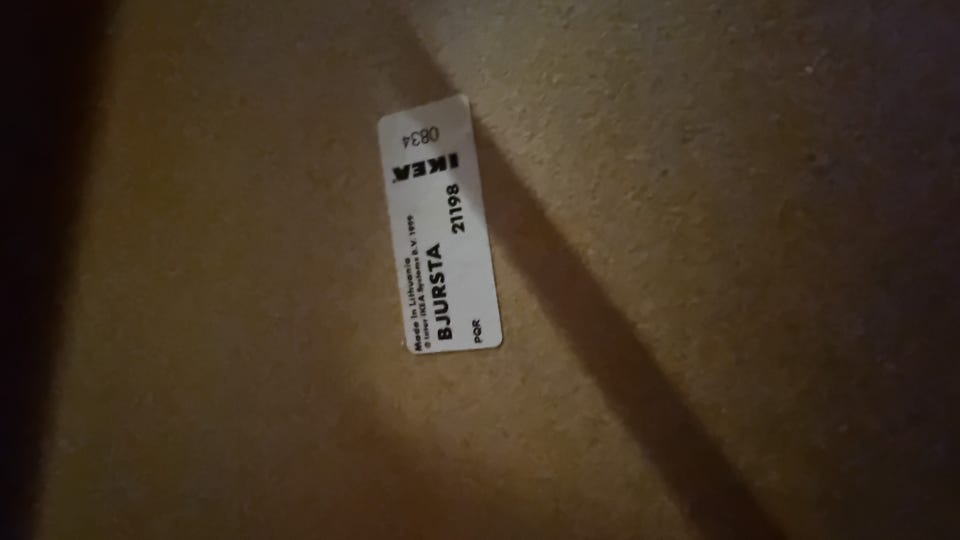 Made in Lithuania
© Inter IKEA Systems B.V. 1999
BJURSTA 21198
PQR
IKEA
0834